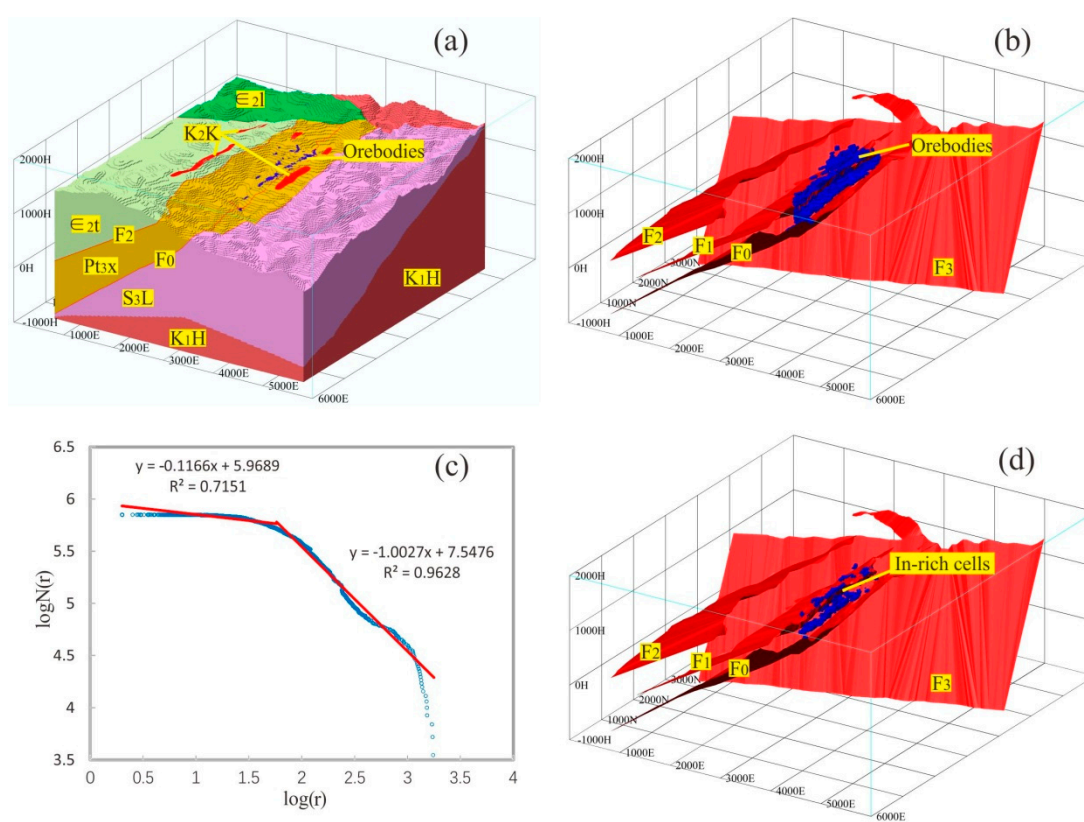 (a)
∈2l
K2K
Orebodies
2000H
1000H
∈2t
F2
0H
Pt3x
F0
K1H
S3L
-1000H
1000E
K1H
2000E
3000E
4000E
5000E
6000E
(b)
Orebodies
2000H
1000H
F2
0H
F1
F0
3000N
F3
2000N
1000N
-1000H
1000E
2000E
3000E
4000E
5000E
6000E
(c)
6.5
y = -0.1166x + 5.9689
R² = 0.7151
6
5.5
y = -1.0027x + 7.5476
R² = 0.9628
logN(r)
5
4.5
4
3.5
0 0.5 1 1.5 2 2.5 3 3.5 4
log(r)
(d)
In-rich cells
2000H
1000H
F2
0H
F1
F0
3000N
F3
2000N
1000N
-1000H
1000E
2000E
3000E
4000E
5000E
6000E